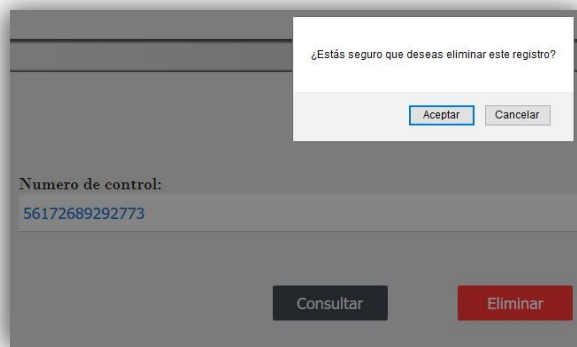 ¿Estás seguro que deseas eliminar este registro?
Aceptar Cancelar
Numero de control:
56172689292773
Consultar Eliminar